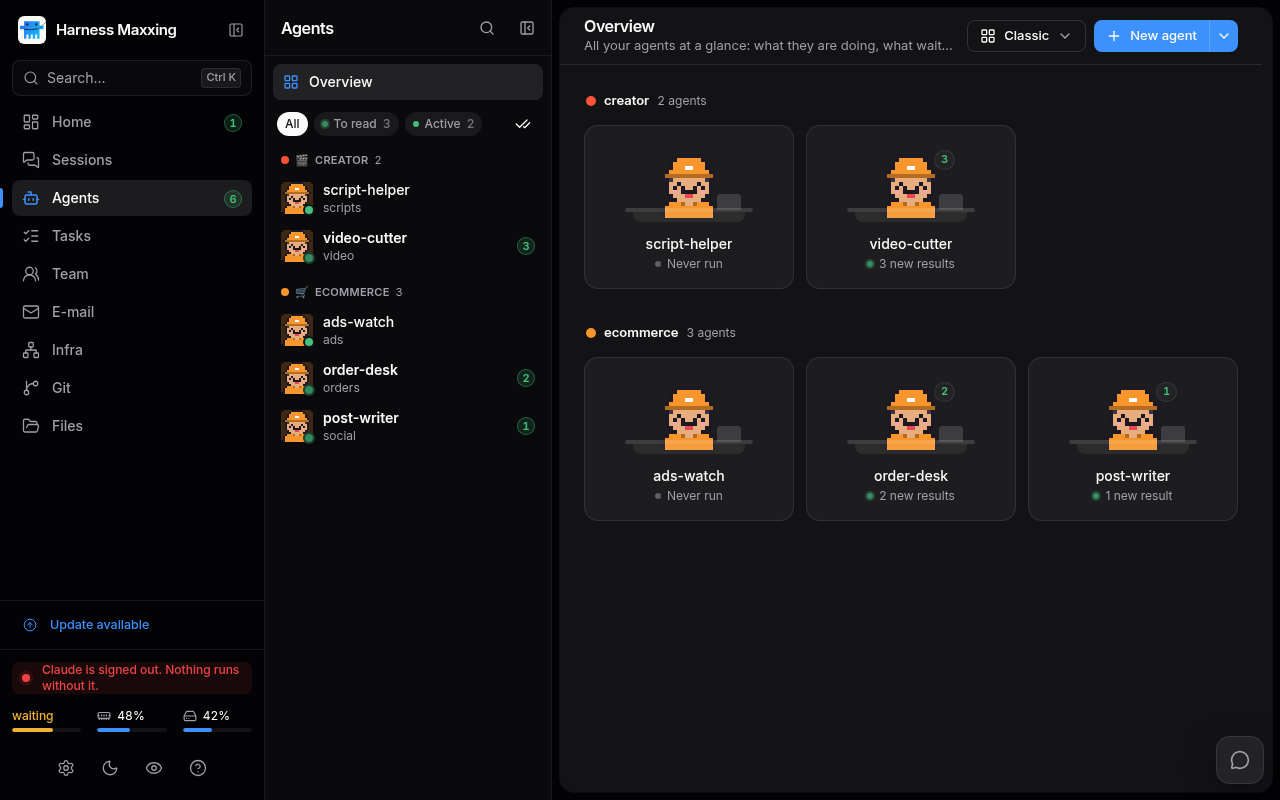 Harness Maxxing
Search...
Ctrl K
Home
1
Sessions
Agents
6
Tasks
Team
E-mail
Infra
Git
Files
Update available
Claude is signed out. Nothing runs
without it.
waiting
48%
42%
Agents
Overview
All
To read 3
Active 2
CREATOR 2
script-helper
scripts
video-cutter
video
3
ECOMMERCE 3
ads-watch
ads
order-desk
orders
2
post-writer
social
1
Overview
All your agents at a glance: what they are doing, what wait...
Classic
New agent
creator 2 agents
script-helper
Never run
3
video-cutter
3 new results
ecommerce 3 agents
ads-watch
Never run
2
order-desk
2 new results
1
post-writer
1 new result